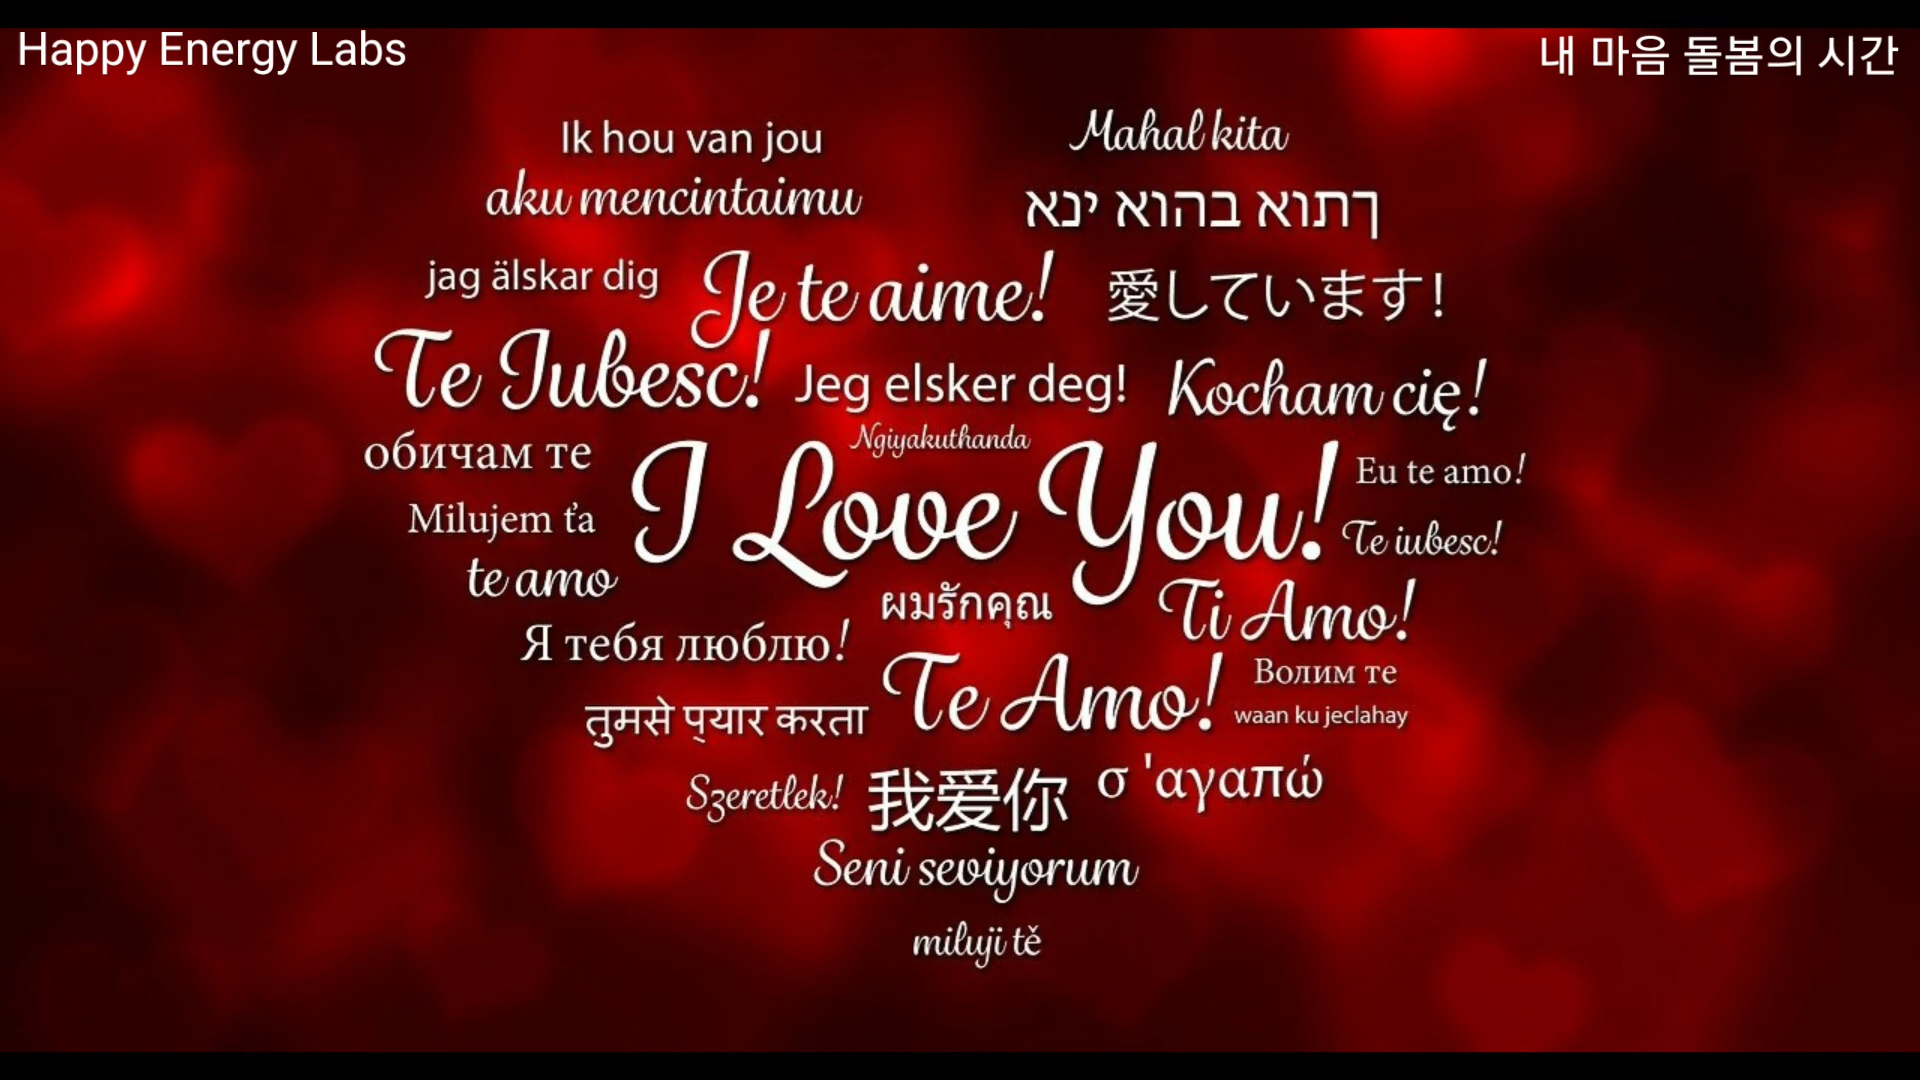 Happy Energy Labs
내 마음 돌봄의 시간
Ik hou van jou
Mahal kita
aku mencintaimu
ךתוא בהוא ינא
jag älskar dig
Je te aime!
愛しています!
Te Iubesc!
Jeg elsker deg!
Kocham cię!
Ngiyakuthanda
обичам те
I Love You!
Eu te amo!
Milujem ťa
Te iubesc!
te amo
ผมรักคุณ
Ti Amo!
Я тебя люблю!
Te Amo!
Волим те
तुमसे प्‌यार करता
waan ku jeclahay
Szeretlek!
我爱你
σ 'αγαπώ
Seni seviyorum
miluji tě